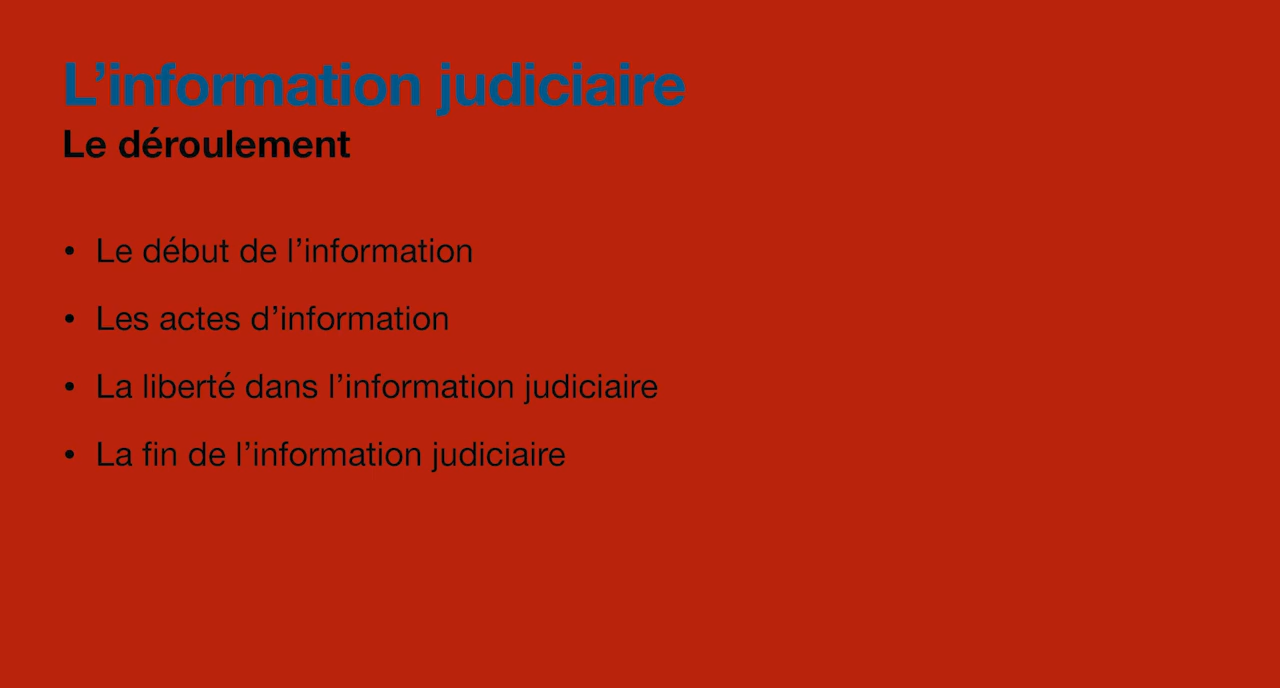 L’information judiciaire
Le déroulement
• Le début de l’information
• Les actes d’information
• La liberté dans l’information judiciaire
• La fin de l’information judiciaire